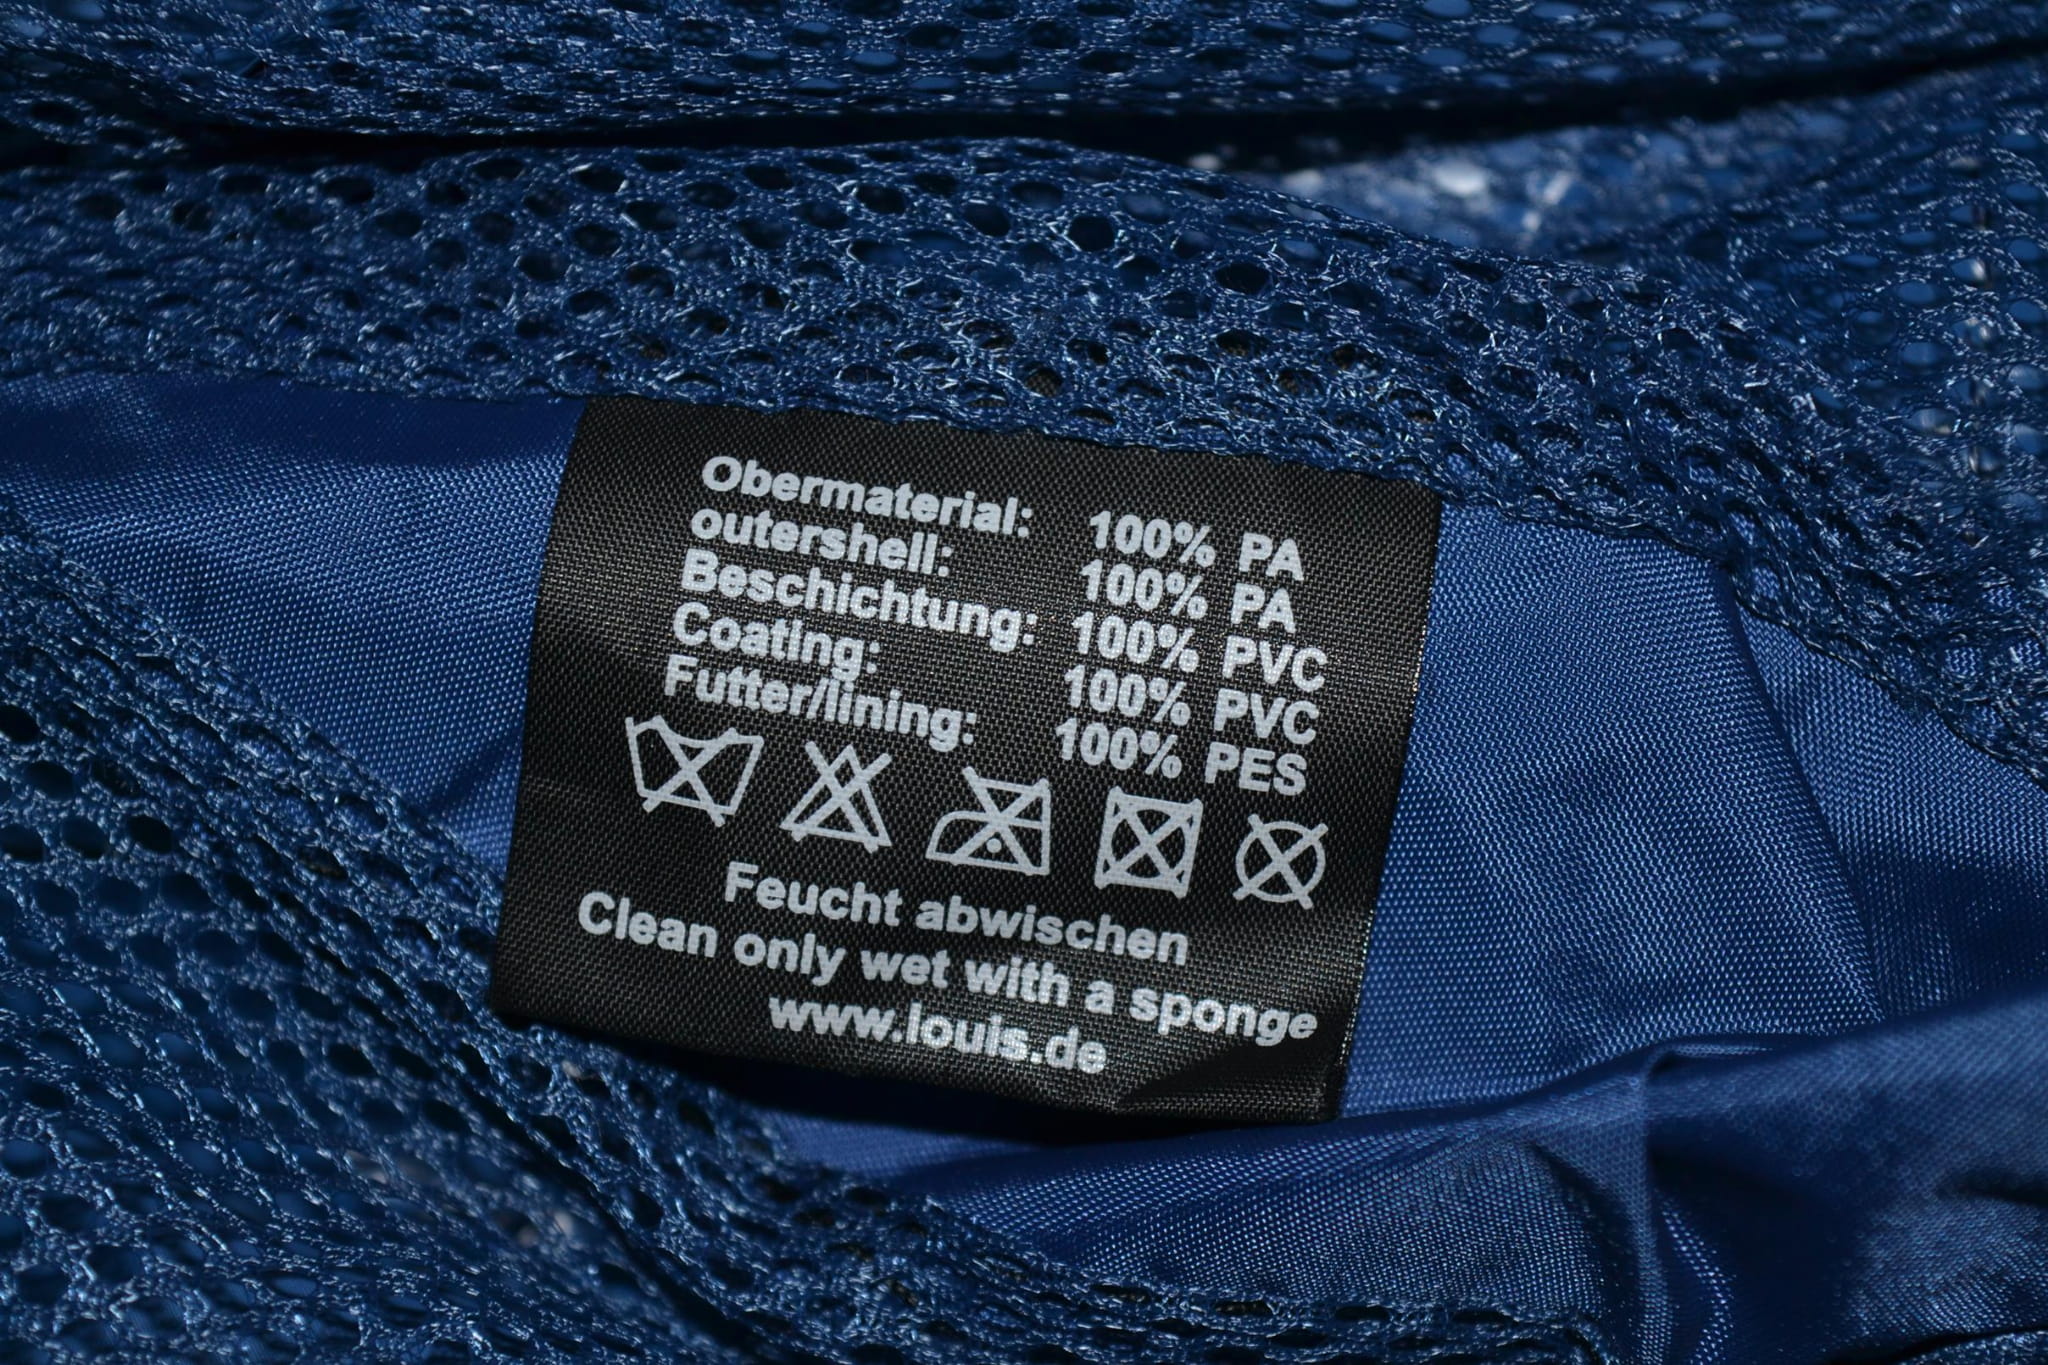 Obermaterial: 100% PA
outershell: 100% PA
Beschichtung: 100% PVC
Coating: 100% PVC
Futter/lining: 100% PES
Feucht abwischen
Clean only wet with a sponge
www.louis.de